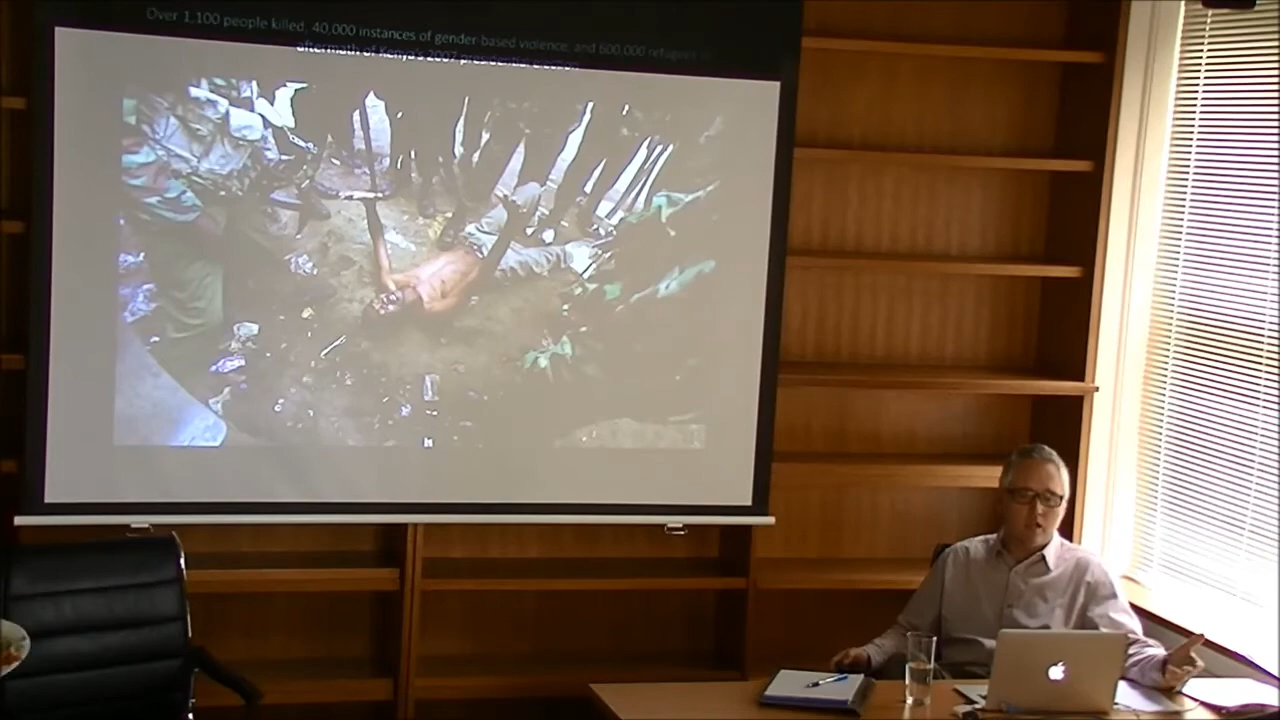 Over 1,100 people killed, 40,000 instances of gender-based violence, and 600,000 refugees in
aftermath of Kenya's 2007 presidential election